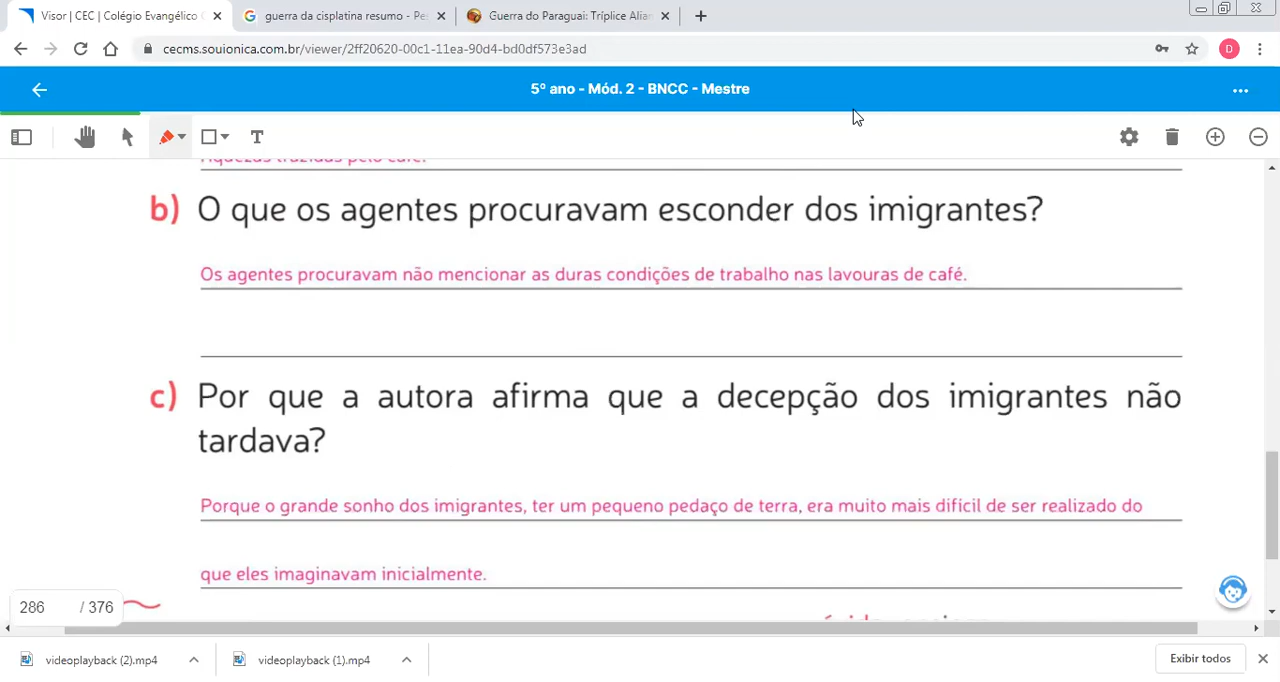 Visor | CEC | Colégio Evangélico
guerra da cisplatina resumo - Pe
Guerra do Paraguai: Tríplice Alian
cecms.souionica.com.br/viewer/2ff20620-00c1-11ea-90d4-bd0df573e3ad
D
5º ano - Mód. 2 - BNCC - Mestre
T
b) O que os agentes procuravam esconder dos imigrantes?
Os agentes procuravam não mencionar as duras condições de trabalho nas lavouras de café.
c) Por que a autora afirma que a decepção dos imigrantes não
tardava?
Porque o grande sonho dos imigrantes, ter um pequeno pedaço de terra, era muito mais difícil de ser realizado do
que eles imaginavam inicialmente.
286 / 376
videoplayback (2).mp4
videoplayback (1).mp4
Exibir todos